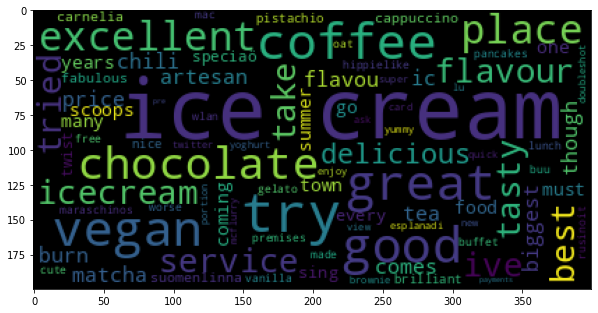 carnelia mac pistachio cappuccino
0
excellent coffee place
oat
25
years chili speciao hippielike pancakes one
tried fabulous artesan take flavou ic flavour doubleshot
super lu
50
price scoops ice cream summer go card though
many pre wlan yummy
75
twist free nice twitter yoghurt ask quick lunch
100
chocolate delicious tasty buu
enjoy
125
icecream coming gelato town great must
portion
maraschinos worse mcflurry every tea food biggest best rusinoit
150
vegan try esplanadi new
premises view good buffet
175
burn service made comes ive
cute matcha suomenlinna vanilla sing brownie brilliant payments
0 50 100 150 200 250 300 350